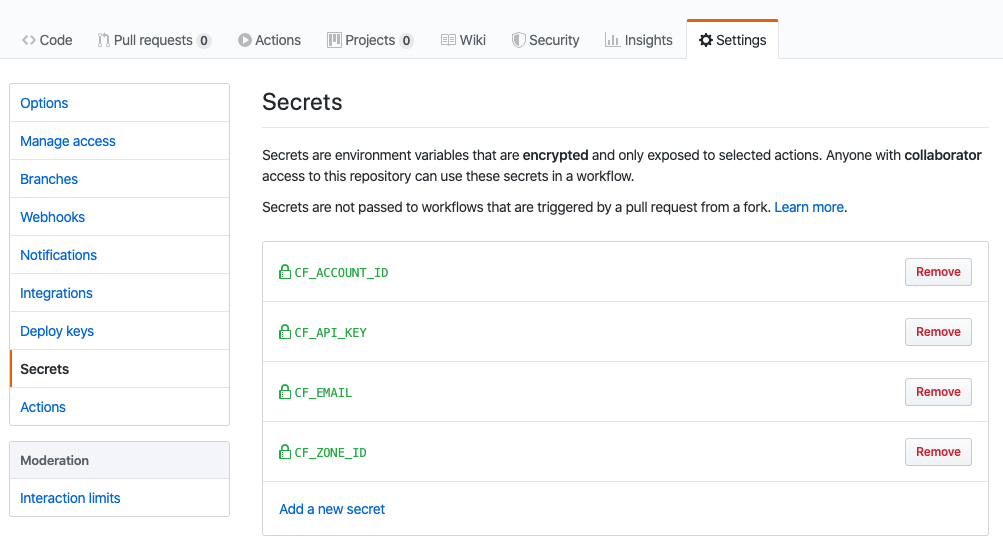 Code Pull requests 0 Actions Projects 0 Wiki Security Insights Settings
Options
Manage access
Branches
Webhooks
Notifications
Integrations
Deploy keys
Secrets
Actions
Moderation
Interaction limits
Secrets
Secrets are environment variables that are encrypted and only exposed to selected actions. Anyone with collaborator
access to this repository can use these secrets in a workflow.
Secrets are not passed to workflows that are triggered by a pull request from a fork. Learn more.
CF_ACCOUNT_ID Remove
CF_API_KEY Remove
CF_EMAIL Remove
CF_ZONE_ID Remove
Add a new secret